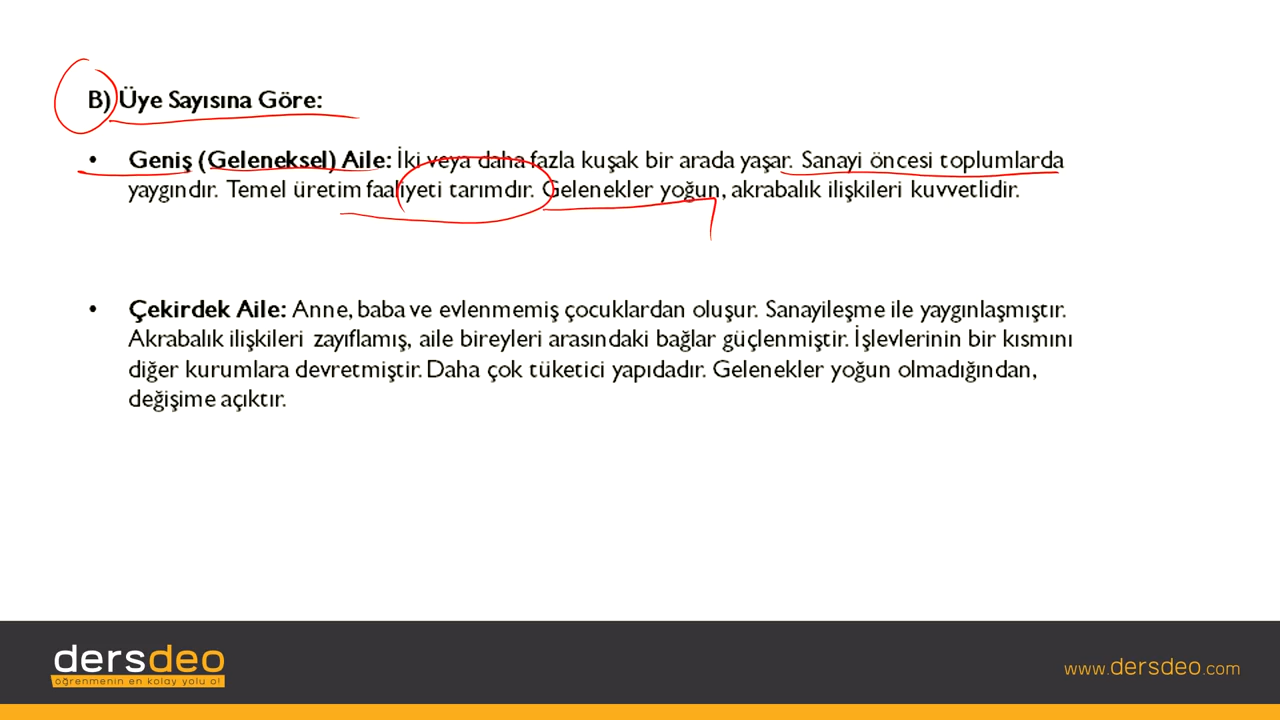 B) Üye Sayısına Göre:
• Geniş (Geleneksel) Aile: İki veya daha fazla kuşak bir arada yaşar. Sanayi öncesi toplumlarda
yaygındır. Temel üretim faaliyeti tarımdır. Gelenekler yoğun, akrabalık ilişkileri kuvvetlidir.
• Çekirdek Aile: Anne, baba ve evlenmemiş çocuklardan oluşur. Sanayileşme ile yaygınlaşmıştır.
Akrabalık ilişkileri zayıflamış, aile bireyleri arasındaki bağlar güçlenmiştir. İşlevlerinin bir kısmını
diğer kurumlara devretmiştir. Daha çok tüketici yapıdadır. Gelenekler yoğun olmadığından,
değişime açıktır.
dersdeo
öğrenmenin en kolay yolu o!
www.dersdeo.com